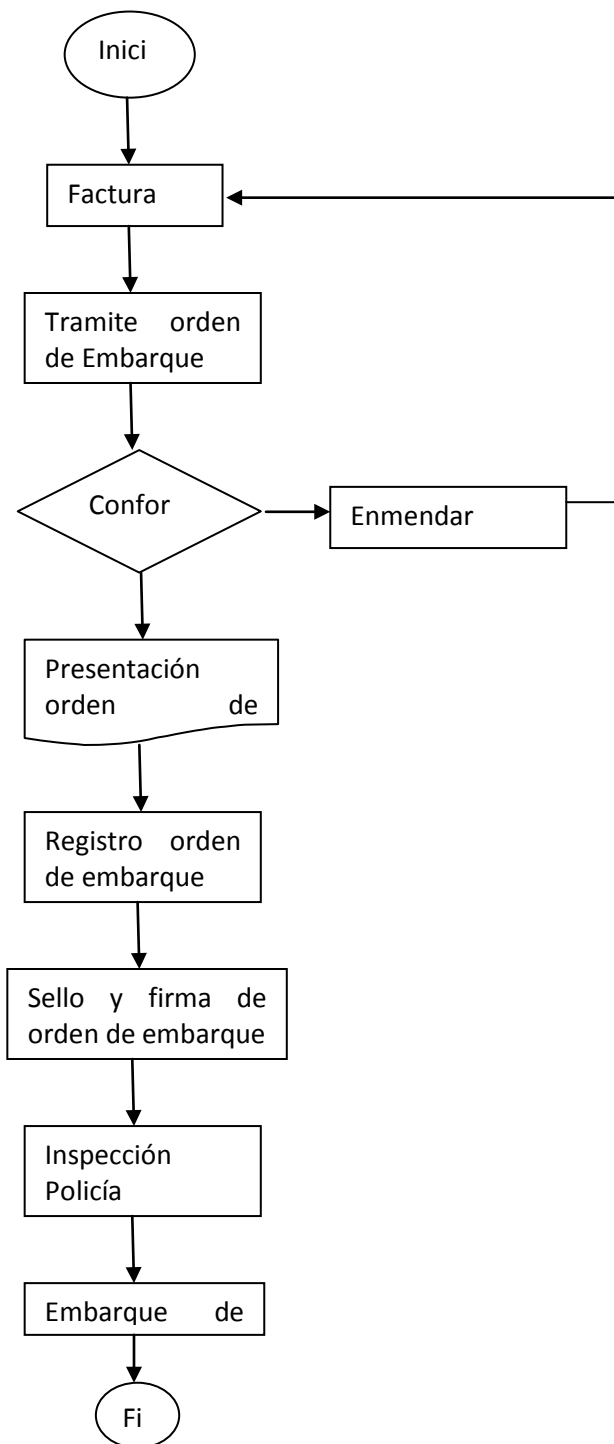 Inici
Factura
Tramite orden
de Embarque
Confor
Enmendar
Presentación
orden de
Registro orden
de embarque
Sello y firma de
orden de embarque
Inspección
Policía
Embarque de
Fi